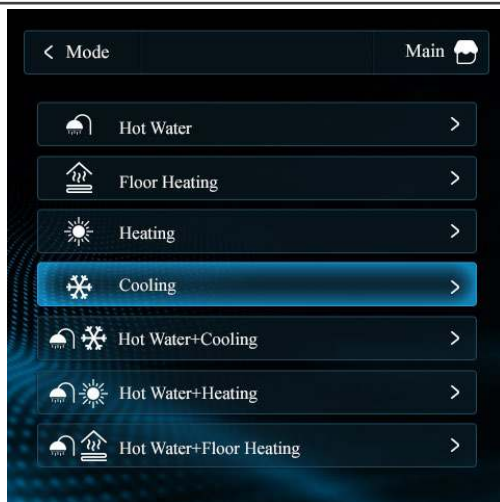 < Mode
Main
Hot Water
Floor Heating
Heating
Cooling
Hot Water+Cooling
Hot Water+Heating
Hot Water+Floor Heating